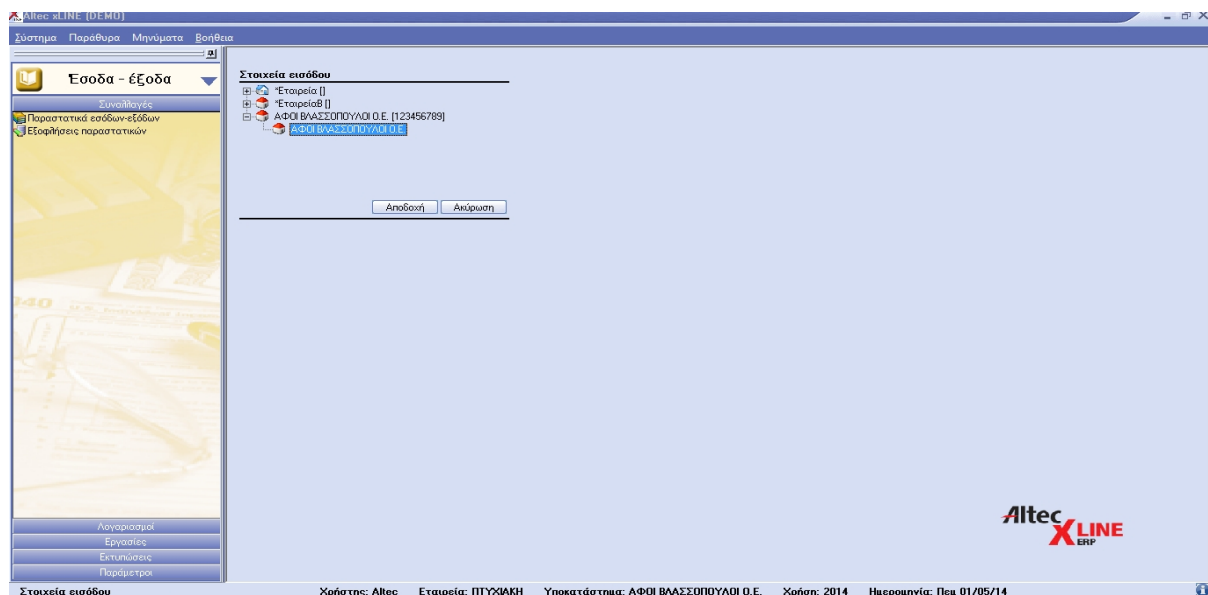 Altec xLINE (DEMO)
Σύστημα Παράθυρα Μηνύματα Βοήθεια
Έσοδα - έξοδα
Συναλλαγές
Παραστατικά εσόδων-εξόδων
Εξοφλήσεις παραστατικών
Λογαριασμοί
Εργασίες
Εκτυπώσεις
Παράμετροι
Στοιχεία εισόδου
*Εταιρεία []
*ΕταιρείαΒ []
ΑΦΟΙ ΒΛΑΣΣΟΠΟΥΛΟΙ Ο.Ε. [123456789]
ΑΦΟΙ ΒΛΑΣΣΟΠΟΥΛΟΙ Ο.Ε.
Αποδοχή Ακύρωση
Altec
XLINE
ERP
Στοιχεία εισόδου Χρήστης: Altec Εταιρεία: ΠΤΥΧΙΑΚΗ Υποκατάστημα: ΑΦΟΙ ΒΛΑΣΣΟΠΟΥΛΟΙ Ο.Ε. Χρήση: 2014 Ημερομηνία: Πεμ 01/05/14